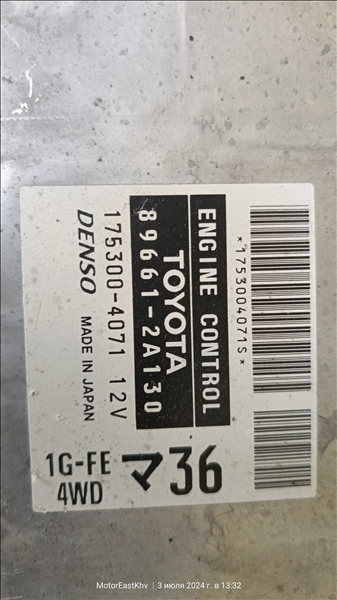 *1753004071S*
ENGINE CONTROL
TOYOTA
89661-2A130
175300-4071 12V
DENSO MADE IN JAPAN
1G-FE
4WD
マ36
MotorEastKhv | 3 июля 2024 г. в 13:32